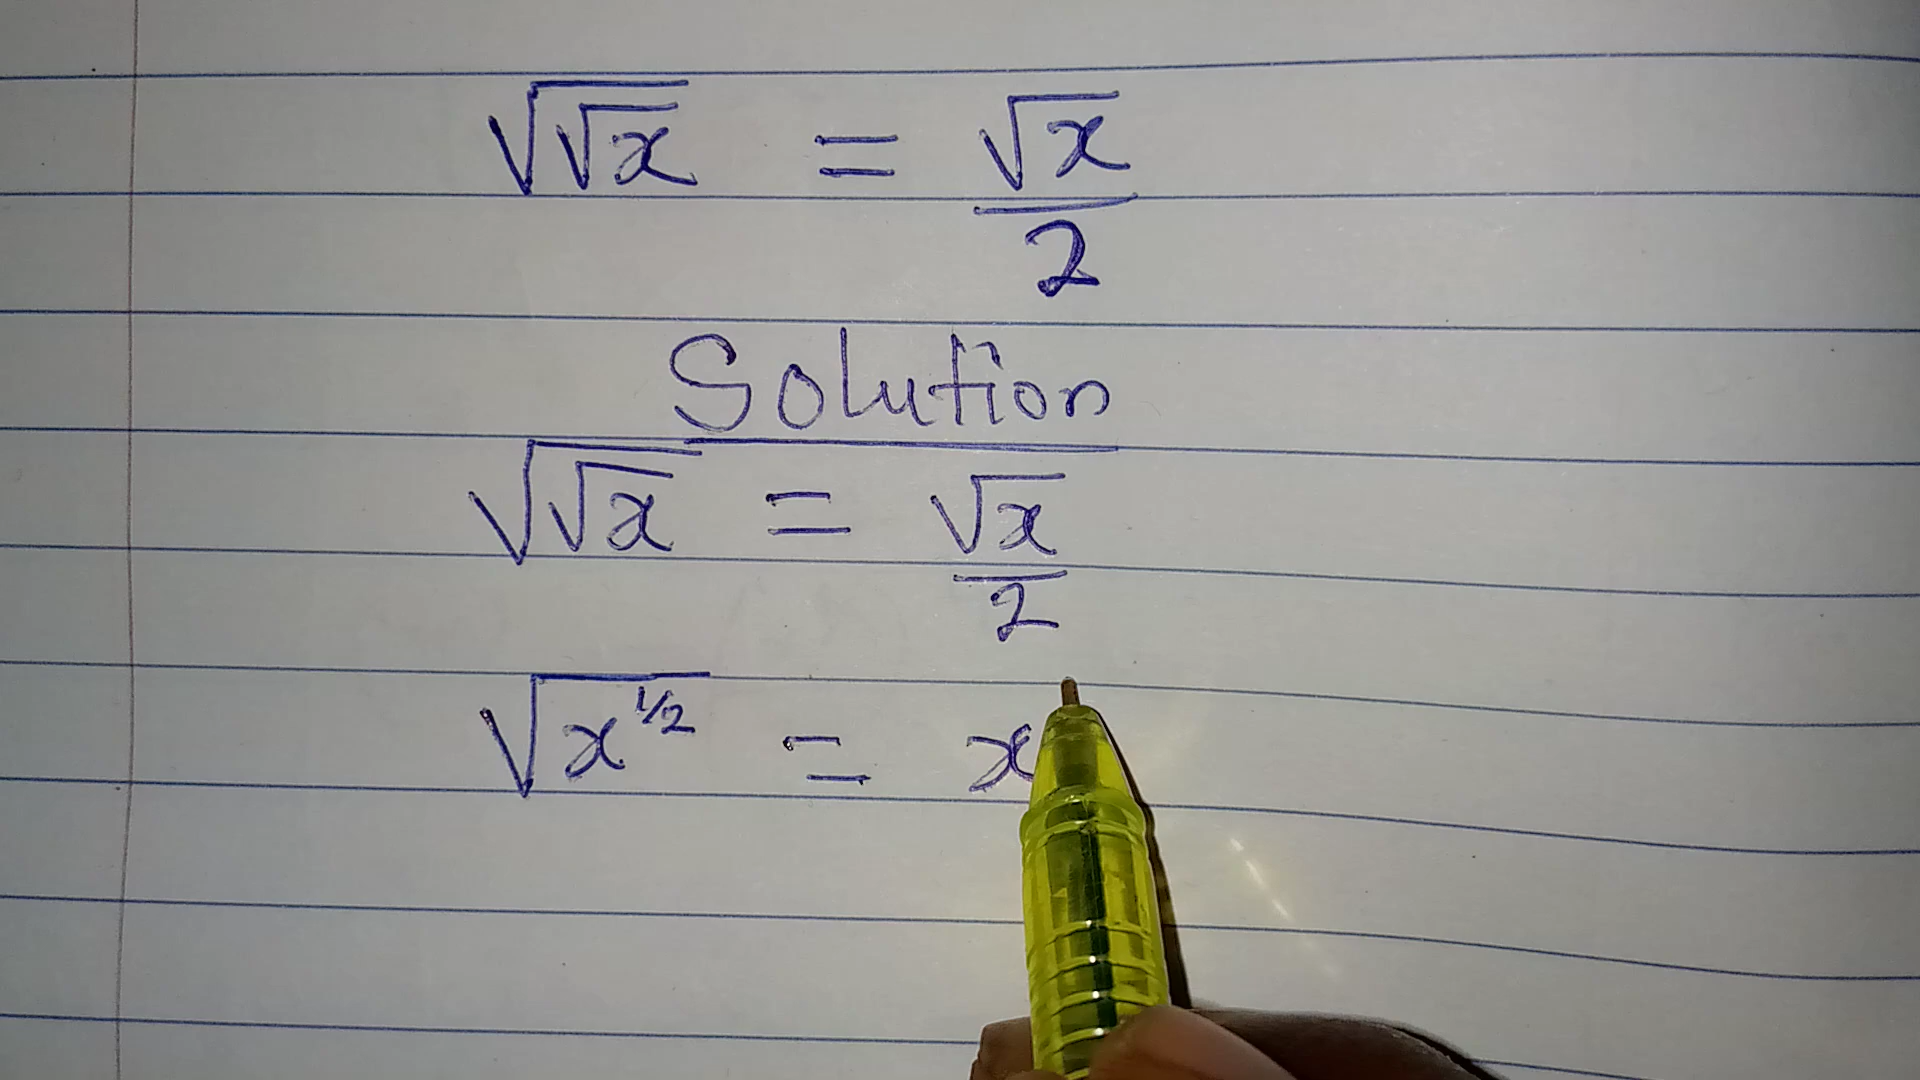 √√x = √x/2
Solution
√√x = √x/2
√x^1/2 = x